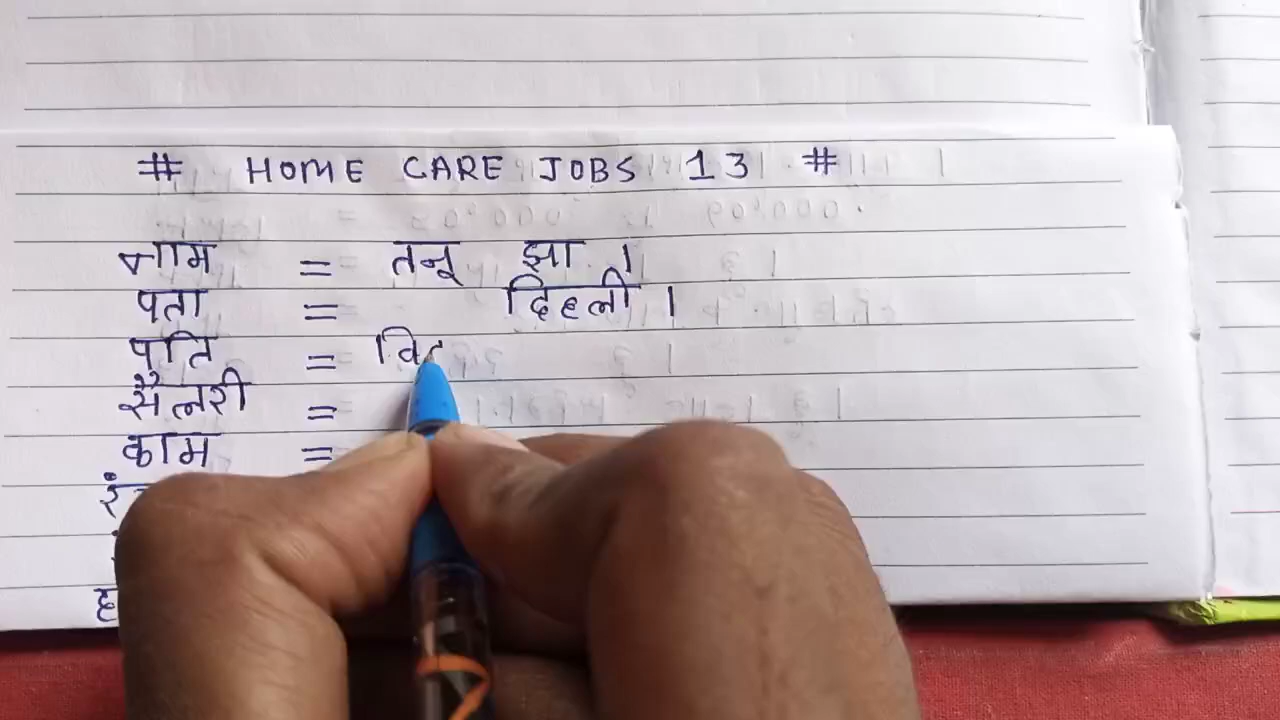 # HOME CARE JOBS 13 #
नाम = तनू झा ।
पता = दिल्ली ।
पति =
सैलरी =
काम =